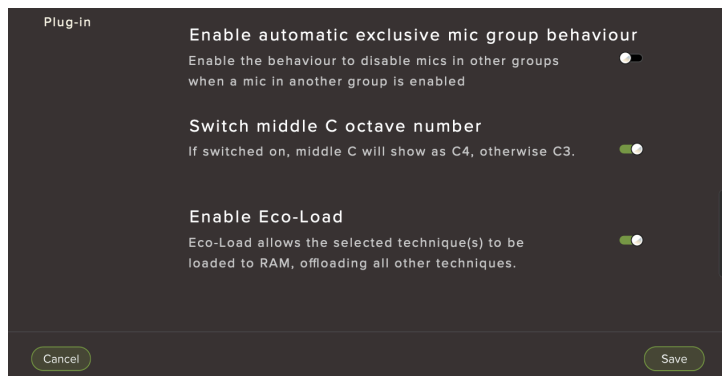 Plug-in
Enable automatic exclusive mic group behaviour
Enable the behaviour to disable mics in other groups
when a mic in another group is enabled
Switch middle C octave number
If switched on, middle C will show as C4, otherwise C3.
Enable Eco-Load
Eco-Load allows the selected technique(s) to be
loaded to RAM, offloading all other techniques.
Cancel
Save